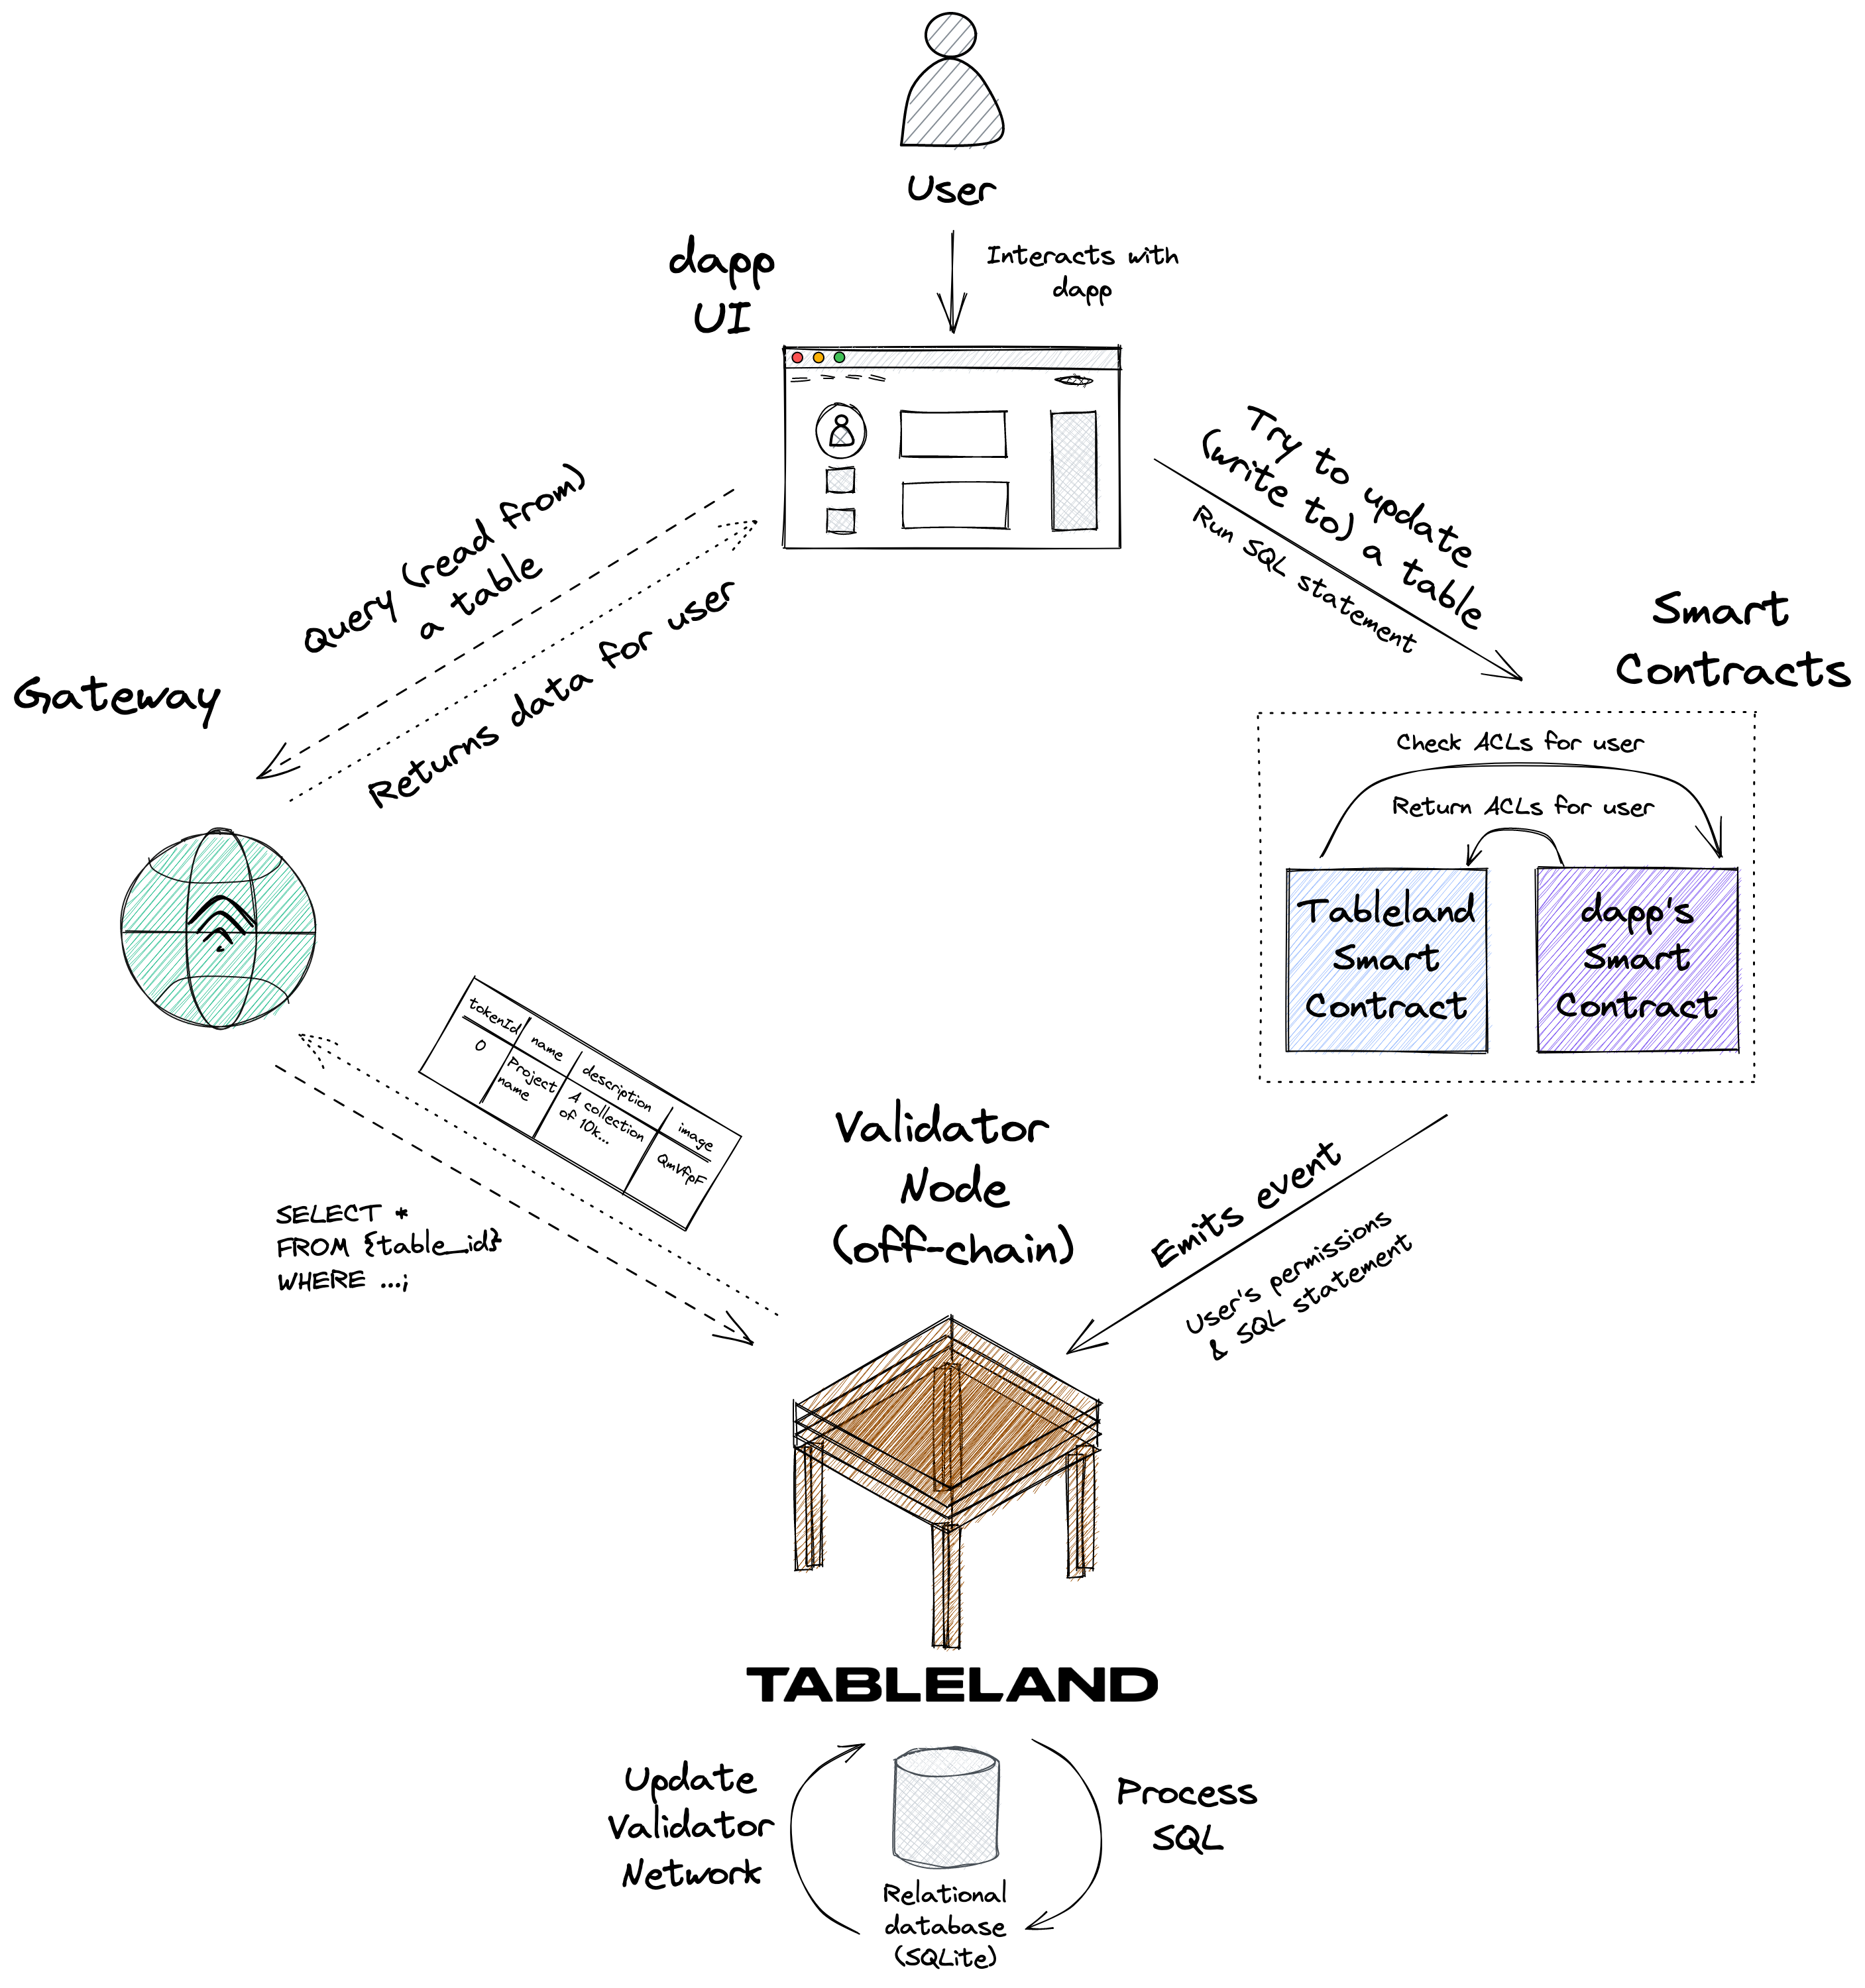 User
Interacts with
dapp
dapp
UI
Try to update
(write to) a table
Run SQL statement
Query (read from)
a table
Returns data for user
Gateway
Smart
Contracts
Check ACLs for user
Return ACLs for user
Tableland
Smart
Contract
dapp's
Smart
Contract
tokenId name description image
0
Project
name
A collection
of 10k...
QmVfpF
SELECT *
FROM {table_id}
WHERE ...;
Validator
Node
(off-chain)
Emits event
User's permissions
& SQL statement
TABLELAND
Update
Validator
Network
Process
SQL
Relational
database
(SQLite)